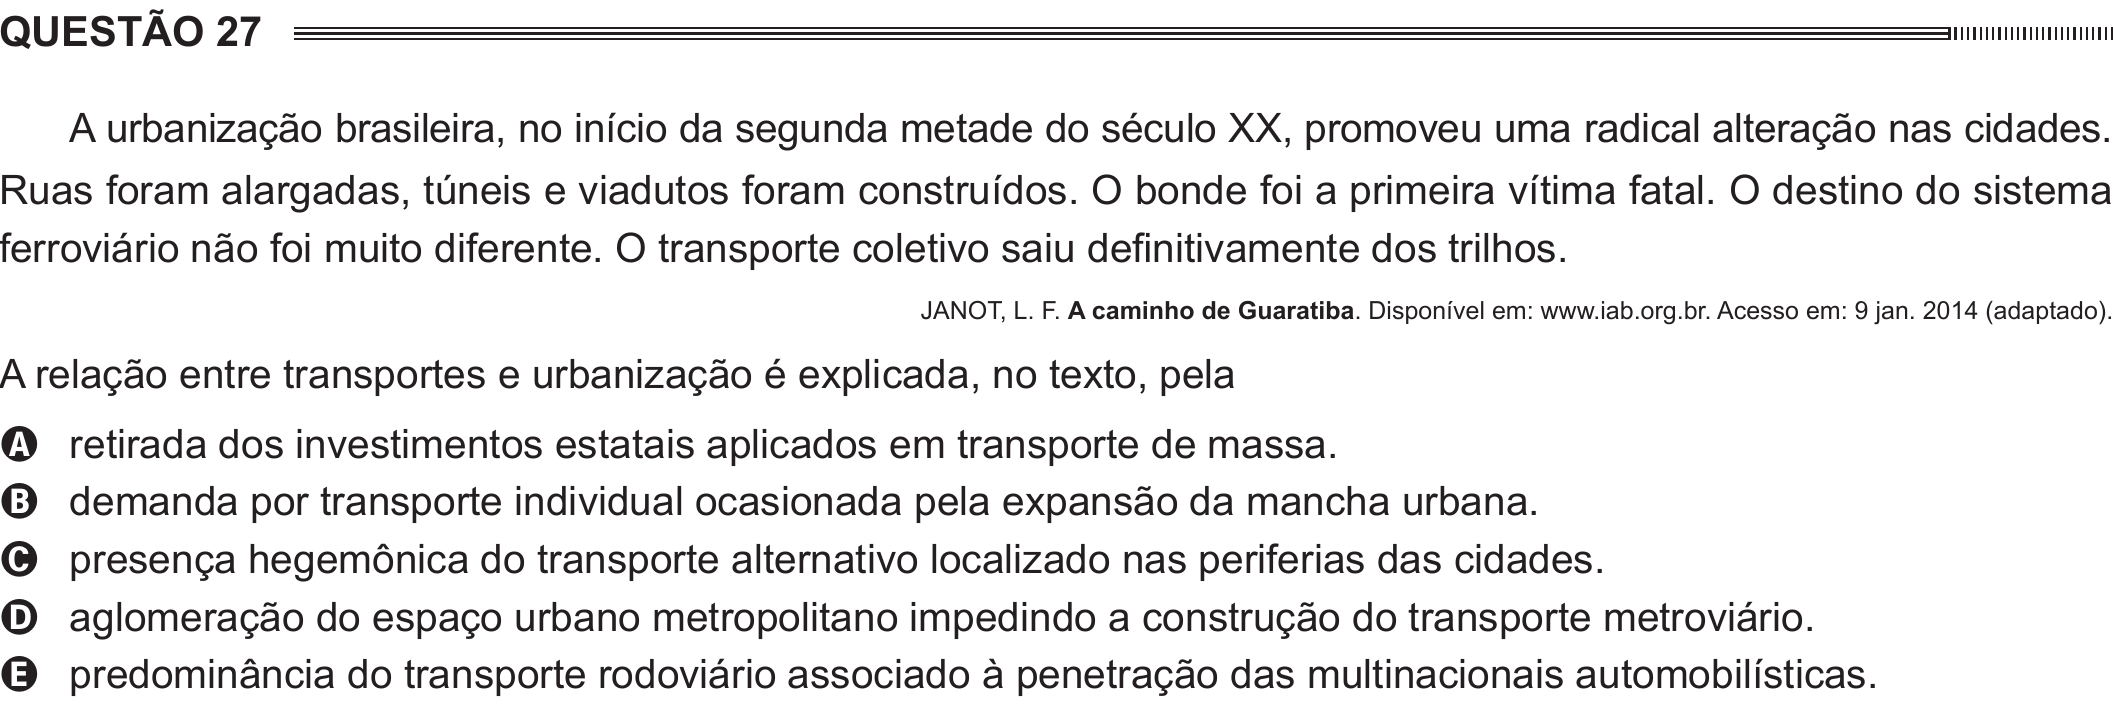 QUESTÃO 27
A urbanização brasileira, no início da segunda metade do século XX, promoveu uma radical alteração nas cidades.
Ruas foram alargadas, túneis e viadutos foram construídos. O bonde foi a primeira vítima fatal. O destino do sistema
ferroviário não foi muito diferente. O transporte coletivo saiu definitivamente dos trilhos.
JANOT, L. F. A caminho de Guaratiba. Disponível em: www.iab.org.br. Acesso em: 9 jan. 2014 (adaptado).
A relação entre transportes e urbanização é explicada, no texto, pela
A retirada dos investimentos estatais aplicados em transporte de massa.
B demanda por transporte individual ocasionada pela expansão da mancha urbana.
C presença hegemônica do transporte alternativo localizado nas periferias das cidades.
D aglomeração do espaço urbano metropolitano impedindo a construção do transporte metroviário.
E predominância do transporte rodoviário associado à penetração das multinacionais automobilísticas.